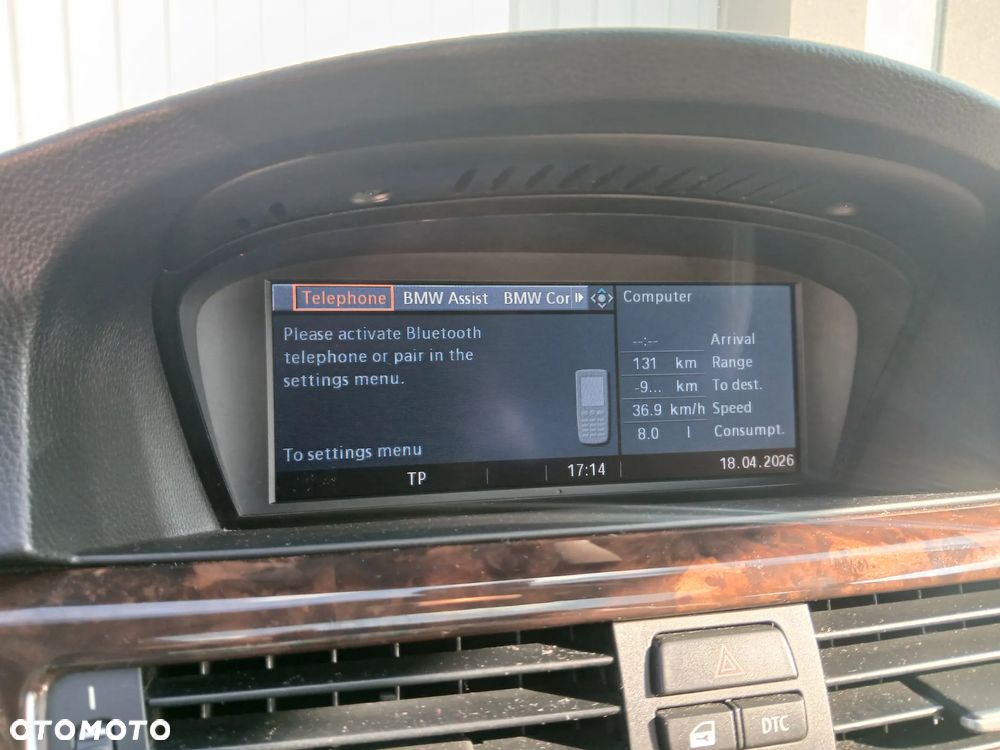 Telephone BMW Assist BMW Cor
Please activate Bluetooth
telephone or pair in the
settings menu.
To settings menu
Computer
--:-- Arrival
131 km Range
-9... km To dest.
36.9 km/h Speed
8.0 l Consumpt.
TP 17:14 18.04.2026
DTC
OTOMOTO